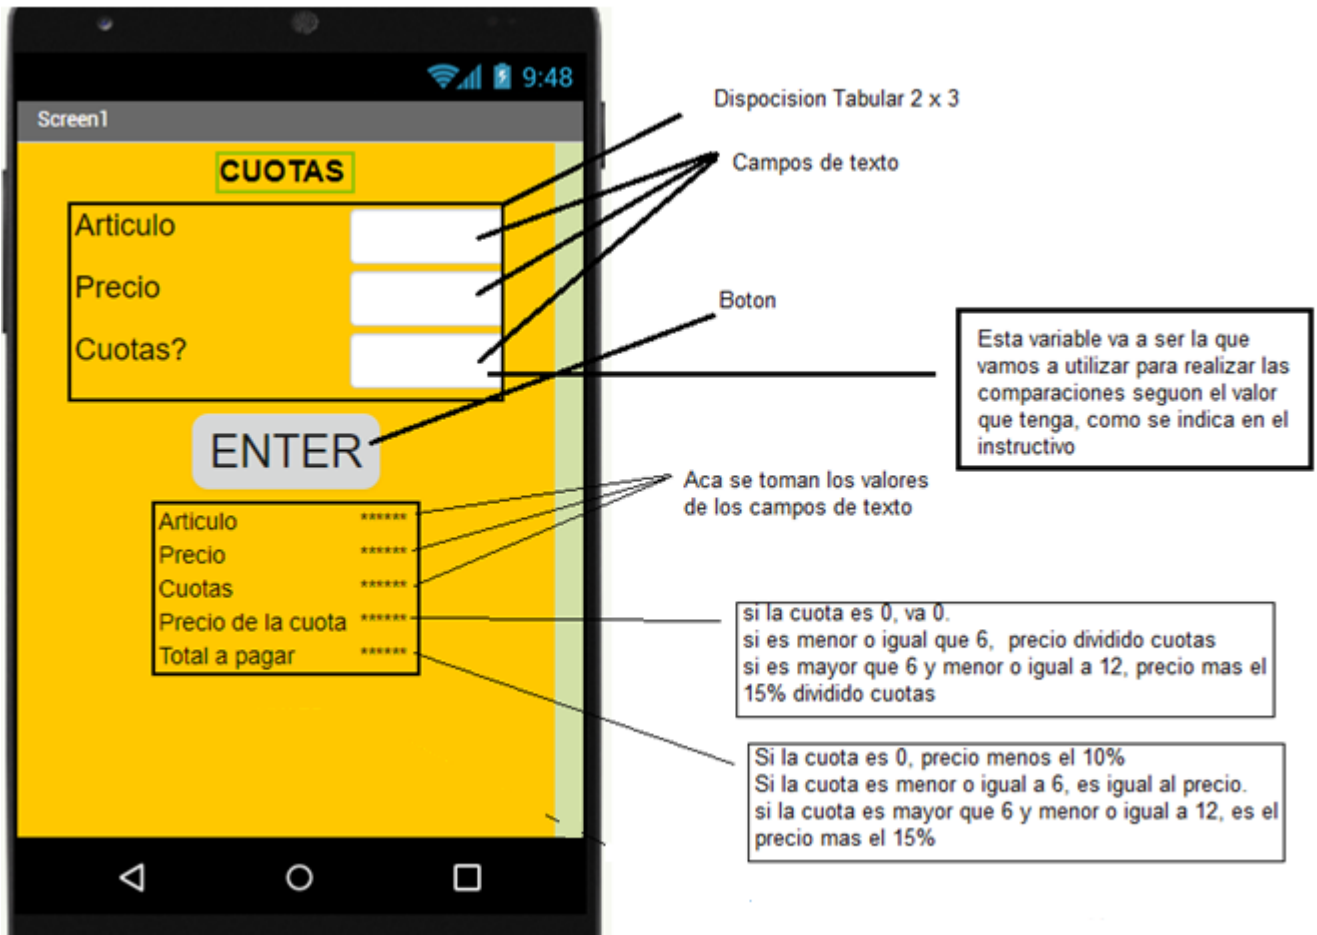 9:48
Screen1
CUOTAS
Articulo
Precio
Cuotas?
ENTER
Articulo ******
Precio ******
Cuotas ******
Precio de la cuota ******
Total a pagar ******
Dispocision Tabular 2 x 3
Campos de texto
Boton
Esta variable va a ser la que
vamos a utilizar para realizar las
comparaciones seguon el valor
que tenga, como se indica en el
instructivo
Aca se toman los valores
de los campos de texto
si la cuota es 0, va 0.
si es menor o igual que 6, precio dividido cuotas
si es mayor que 6 y menor o igual a 12, precio mas el
15% dividido cuotas
Si la cuota es 0, precio menos el 10%
Si la cuota es menor o igual a 6, es igual al precio.
si la cuota es mayor que 6 y menor o igual a 12, es el
precio mas el 15%